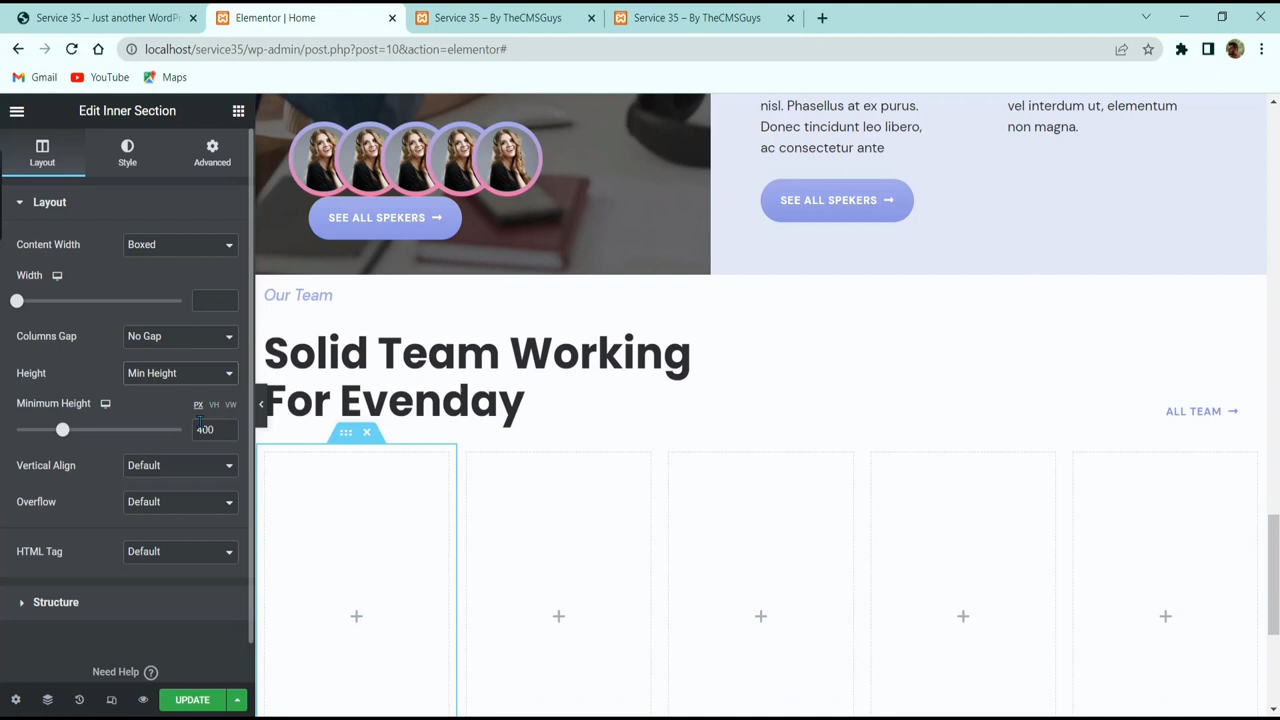 Service 35 – Just another WordPr
Elementor | Home
Service 35 – By TheCMSGuys
Service 35 – By TheCMSGuys
localhost/service35/wp-admin/post.php?post=10&action=elementor#
Gmail
YouTube
Maps
Edit Inner Section
Layout
Style
Advanced
Layout
Content Width
Boxed
Width
Columns Gap
No Gap
Height
Min Height
Minimum Height
PX
VH
VW
400
Vertical Align
Default
Overflow
Default
HTML Tag
Default
Structure
Need Help
UPDATE
SEE ALL SPEKERS
nisl. Phasellus at ex purus.
Donec tincidunt leo libero,
ac consectetur ante
vel interdum ut, elementum
non magna.
SEE ALL SPEKERS
Our Team
Solid Team Working
For Evenday
ALL TEAM